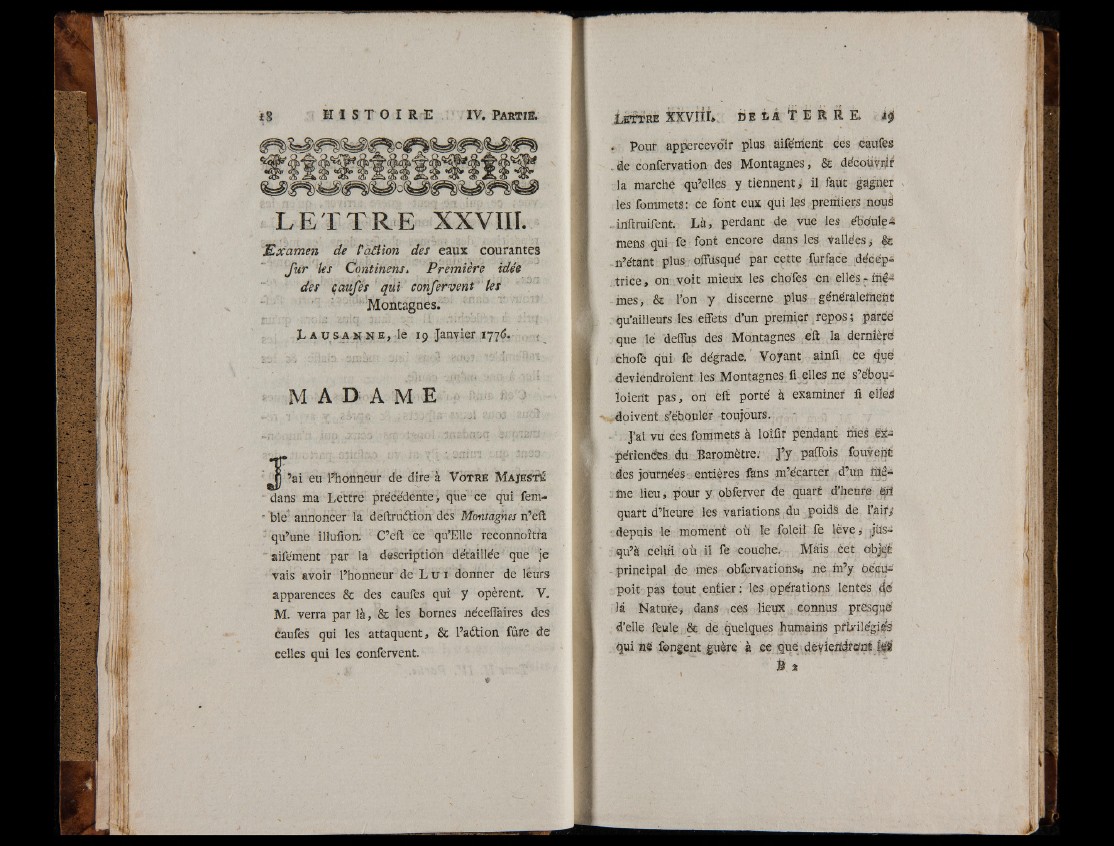 18 HISTOIRE IV. PARTIE.
LETTRE XXVIII.
Examen de l'action des eaux courantes
sur les Continens. Première idée
des causes qui conservent les
Montagnes.
LAUSANNE, le 19 Janvier 1776.
MADAME
J'ai eu l'honneur de dire à VOTRE MAJESTÉ
dans ma Lettre précédente, que ce qui sem-
ble annoncer la destruction des Montagnes n'est
qu'une illusion. C'est ce qu'Elle reconnoîtra
aisément par la description détaillée que je
vais avoir l'honneur de LUI donner de leurs
apparences & des causes qui y opèrent. V.
M. verra par là, & les bornes nécessaires des
causes qui les attaquent, & l'action sûre de
celles qui les conservent.
LETTRE XXVIII. DE LA TERRE. 19
Pour appercevoir plus aisément ces causes
de conservation des Montagnes, & découvrir
la marche qu'elles y tiennent, il faut gagner
les sommets: ce sont eux qui les premiers nous
instruisent. Là, perdant de vue les éboule-
mens qui se font encore dans les vallées, &
n'étant plus offusqué par cette surface décep-
trice, on voit mieux les choses en elles-mê-
mes, & l'on y discerne plus généralement
qu'ailleurs les effets d'un premier repos; parce
que le dessus des Montagnes est la dernière
chose qui se dégrade. Voyant ainsi ce que
deviendroient les Montagnes si elles ne s'ébou-
loient pas, on est porté à examiner si elles
doivent s'ébouler toujours.
J'ai vu ces sommets à loisir pendant mes ex-
périences du Baromètre. J'y passois souvent
des journées entières sans m'écarter d'un mê-
me lieu, pour y observer de quart d'heure en
quart d'heure les variations du poids de l'air,
depuis le moment où le soleil se lève, jus-
qu'à celui où il se couche. Mais cet objet
principal de mes observations, ne m'y occu-
poit pas tout entier: les opérations lentes de
la Nature, dans ces lieux connus presque
d'elle seule & de quelques humains privilégiés
qui ne songent guère à ce que deviendront les
B 2